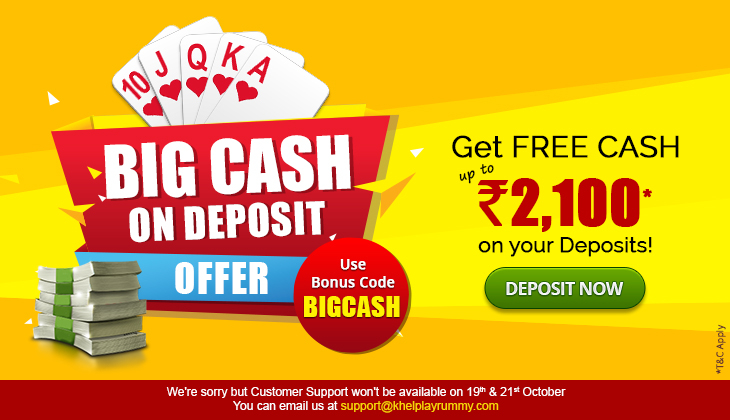 10 J Q K A
BIG CASH
ON DEPOSIT
OFFER
Use
Bonus Code
BIGCASH
Get FREE CASH
up to
₹2,100*
on your Deposits!
DEPOSIT NOW
*T&C Apply
We're sorry but Customer Support won't be available on 19th & 21st October
You can email us at support@khelplayrummy.com